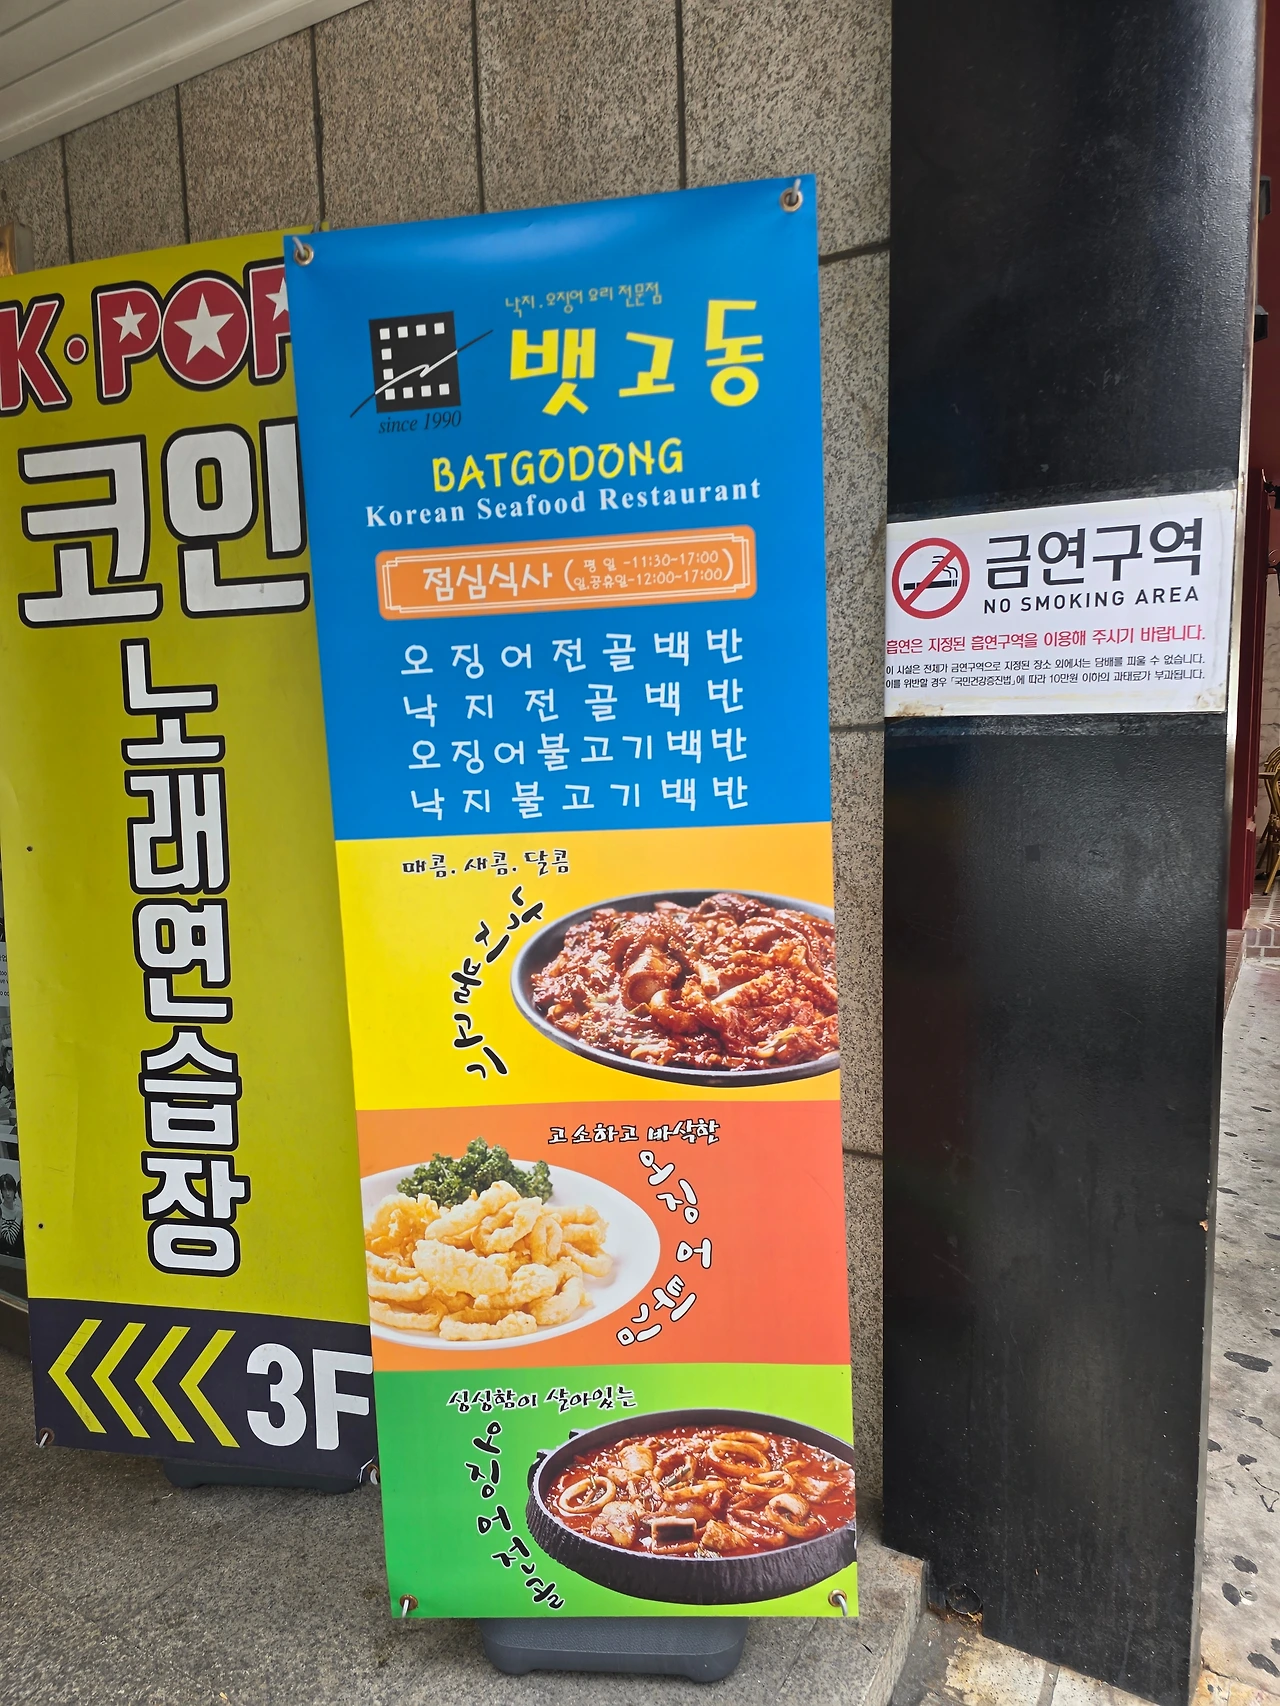 K·POP
코인
노래연습장
3F
낙지.오징어 요리 전문점
뱃고동
since 1990
BATGODONG
Korean Seafood Restaurant
점심식사 (평일-11:30~17:00 일,공휴일-12:00~17:00)
오징어전골백반
낙지전골백반
오징어불고기백반
낙지불고기백반
매콤.새콤.달콤
낙지불고기
고소하고 바삭한
오징어튀김
싱싱함이 살아있는
오징어전골
금연구역
NO SMOKING AREA
흡연은 지정된 흡연구역을 이용해 주시기 바랍니다.
이 시설은 전체가 금연구역으로 지정된 장소 외에서는 담배를 피울 수 없습니다.
이를 위반할 경우 「국민건강증진법」에 따라 10만원 이하의 과태료가 부과됩니다.